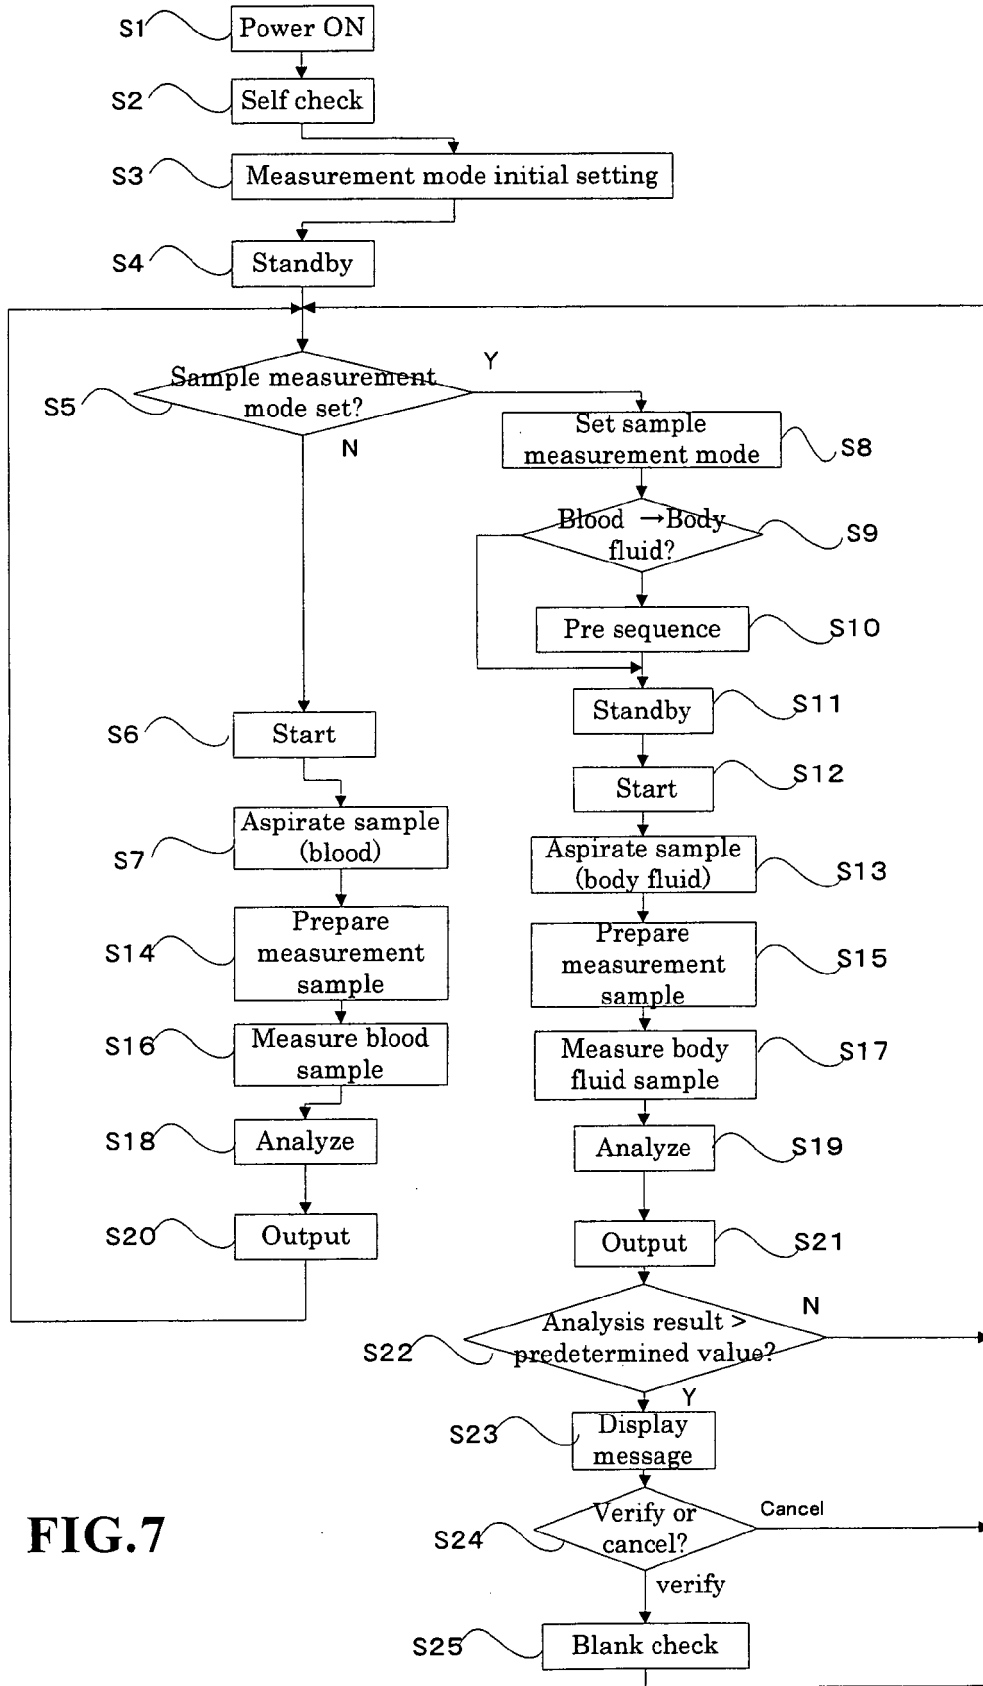 S1
Power ON
S2
Self check
S3
Measurement mode initial setting
S4
Standby
S5
Sample measurement
mode set?
Y
N
Set sample
measurement mode
S8
Blood →Body
fluid?
S9
Pre sequence
S10
Standby
S11
S6
Start
Start
S12
S7
Aspirate sample
(blood)
Aspirate sample
(body fluid)
S13
S14
Prepare
measurement
sample
Prepare
measurement
sample
S15
S16
Measure blood
sample
Measure body
fluid sample
S17
S18
Analyze
Analyze
S19
S20
Output
Output
S21
S22
Analysis result >
predetermined value?
N
Y
S23
Display
message
S24
Verify or
cancel?
Cancel
verify
S25
Blank check
FIG.7